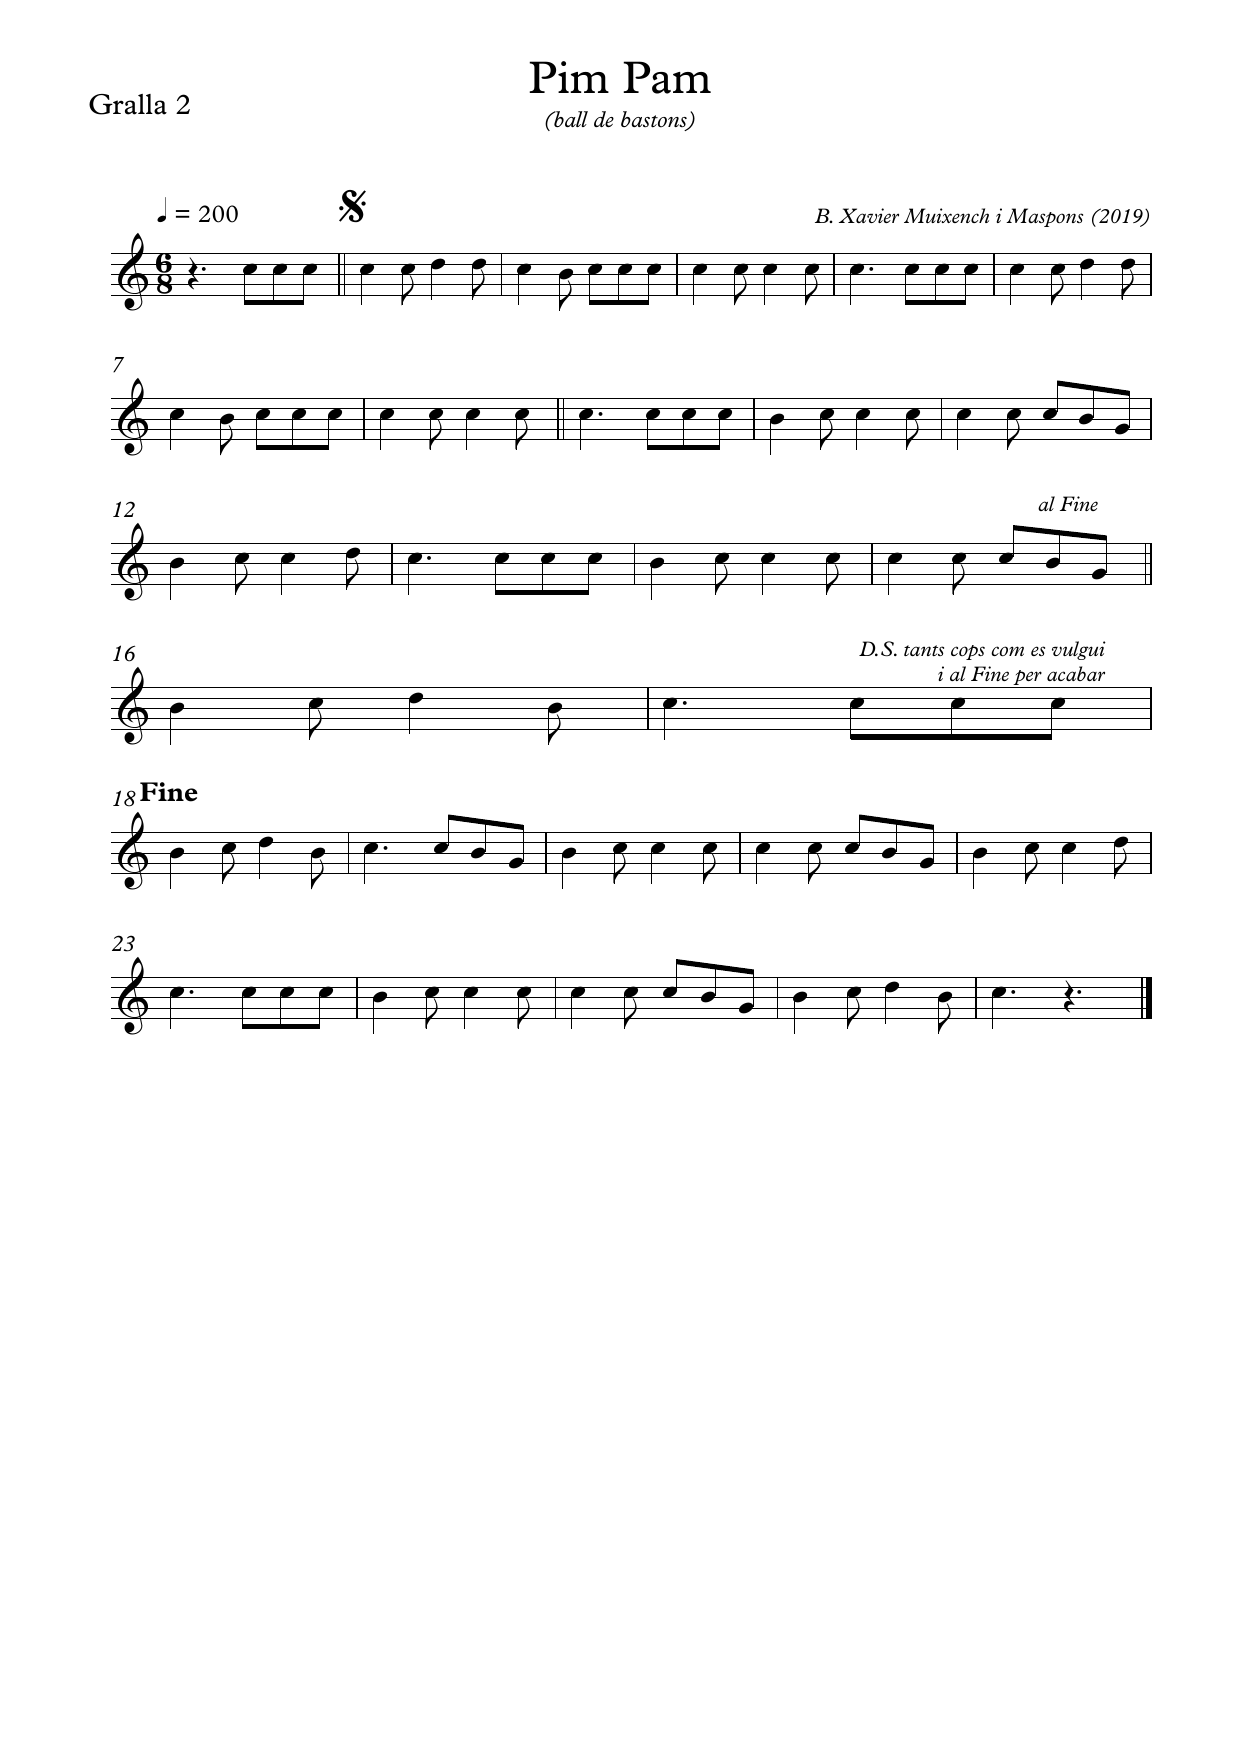 Pim Pam
Gralla 2
(ball de bastons)
♩ = 200
B. Xavier Muixench i Maspons (2019)
6
8
7
12
al Fine
16
D.S. tants cops com es vulgui
i al Fine per acabar
18 Fine
23